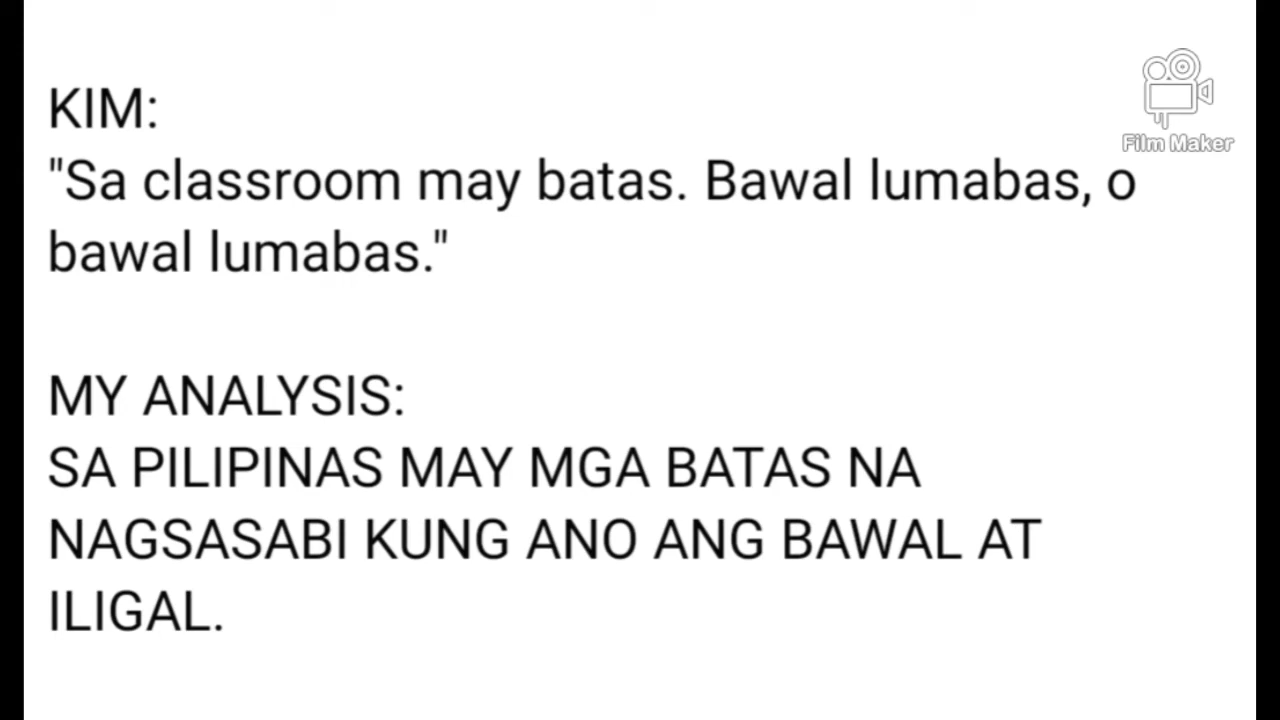 KIM:
"Sa classroom may batas. Bawal lumabas, o
bawal lumabas."
MY ANALYSIS:
SA PILIPINAS MAY MGA BATAS NA
NAGSASABI KUNG ANO ANG BAWAL AT
ILIGAL.
Film Maker